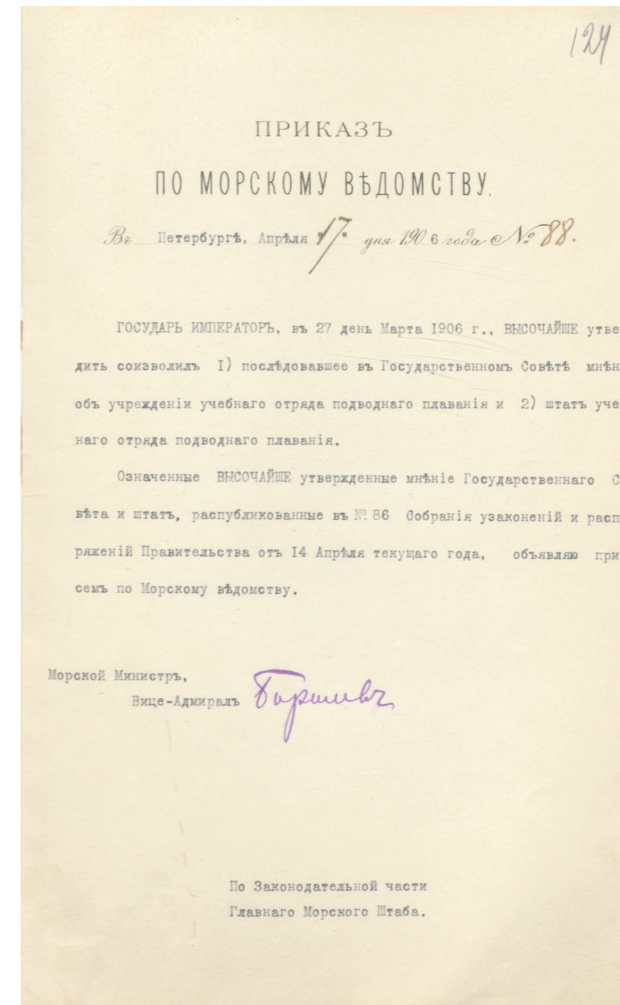 124
ПРИКАЗЪ
ПО МОРСКОМУ ВѢДОМСТВУ.
Въ Петербургѣ, Апрѣля "17" дня 1906 года № 88.
ГОСУДАРЬ ИМПЕРАТОРЪ, въ 27 день Марта 1906 г., ВЫСОЧАЙШЕ утве
дить соизволилъ 1) послѣдовавшее въ Государственномъ Совѣтѣ мнѣн
объ учрежденіи учебнаго отряда подводнаго плаванія и 2) штатъ уче
наго отряда подводнаго плаванія.
Означенные ВЫСОЧАЙШЕ утвержденные мнѣніе Государственнаго С
вѣта и штатъ, распубликованные въ № 86 Собранія узаконеній и расп
ряженій Правительства отъ 14 Апрѣля текущаго года, объявляю при
семъ по Морскому вѣдомству.
Морской Министръ,
Вице-Адмиралъ Бирилевъ
По Законодательной части
Главнаго Морского Штаба.